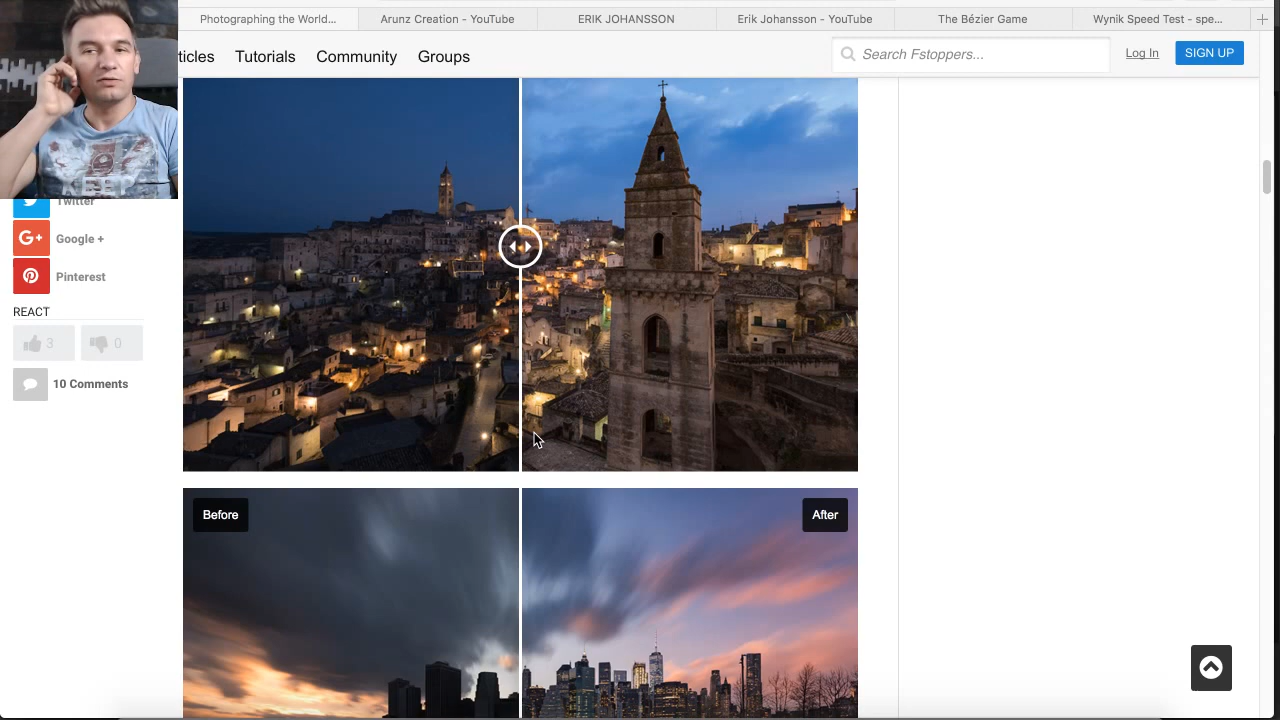 Photographing the World...
Arunz Creation - YouTube
ERIK JOHANSSON
Erik Johansson - YouTube
The Bézier Game
Wynik Speed Test - spe...
ticles
Tutorials
Community
Groups
Search Fstoppers...
Log In
SIGN UP
KEEP
Twitter
G+ Google +
Pinterest
REACT
3
0
10 Comments
Before
After